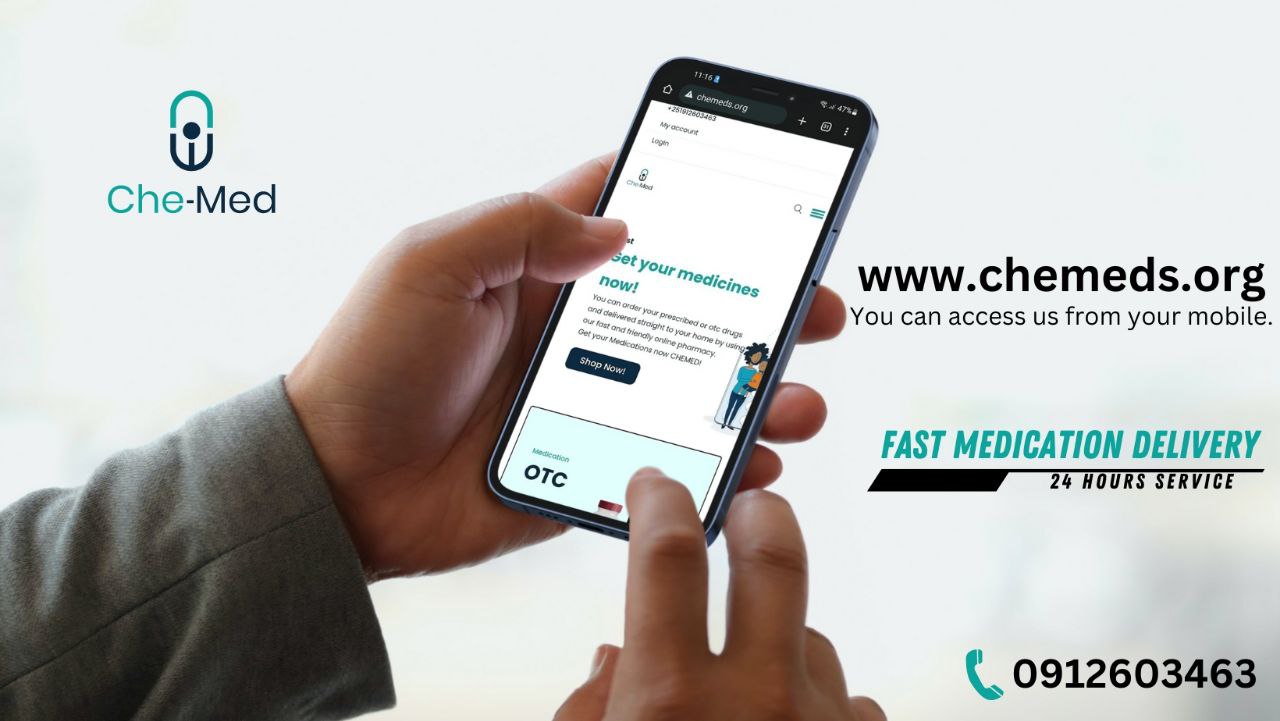 Che-Med
11:16
47%
chemeds.org
31
+251912603463
My account
LogIn
Che-Med
Get your medicines
now!
You can order your prescribed or otc drugs
and delivered straight to your home by using
our fast and friendly online pharmacy.
Get your Medications now CHEMED!
Shop Now!
Medication
OTC
www.chemeds.org
You can access us from your mobile.
FAST MEDICATION DELIVERY
24 HOURS SERVICE
0912603463